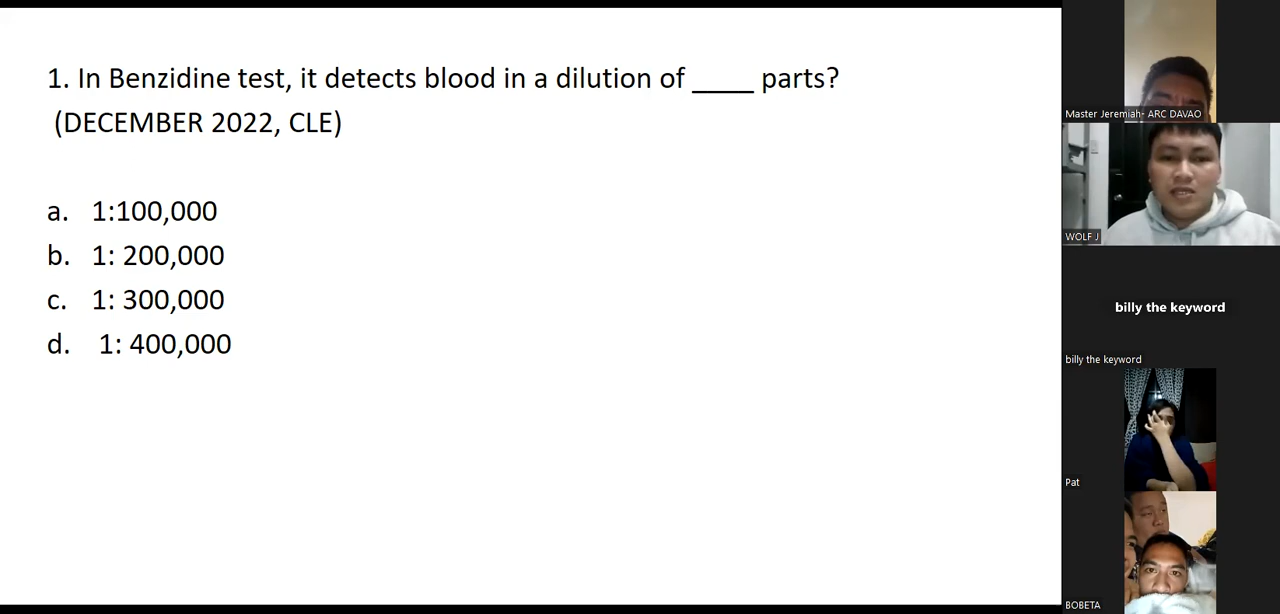 1. In Benzidine test, it detects blood in a dilution of ____ parts?
(DECEMBER 2022, CLE)
a. 1:100,000
b. 1: 200,000
c. 1: 300,000
d. 1: 400,000
Master Jeremiah- ARC DAVAO
WOLF J
billy the keyword
billy the keyword
Pat
BOBETA